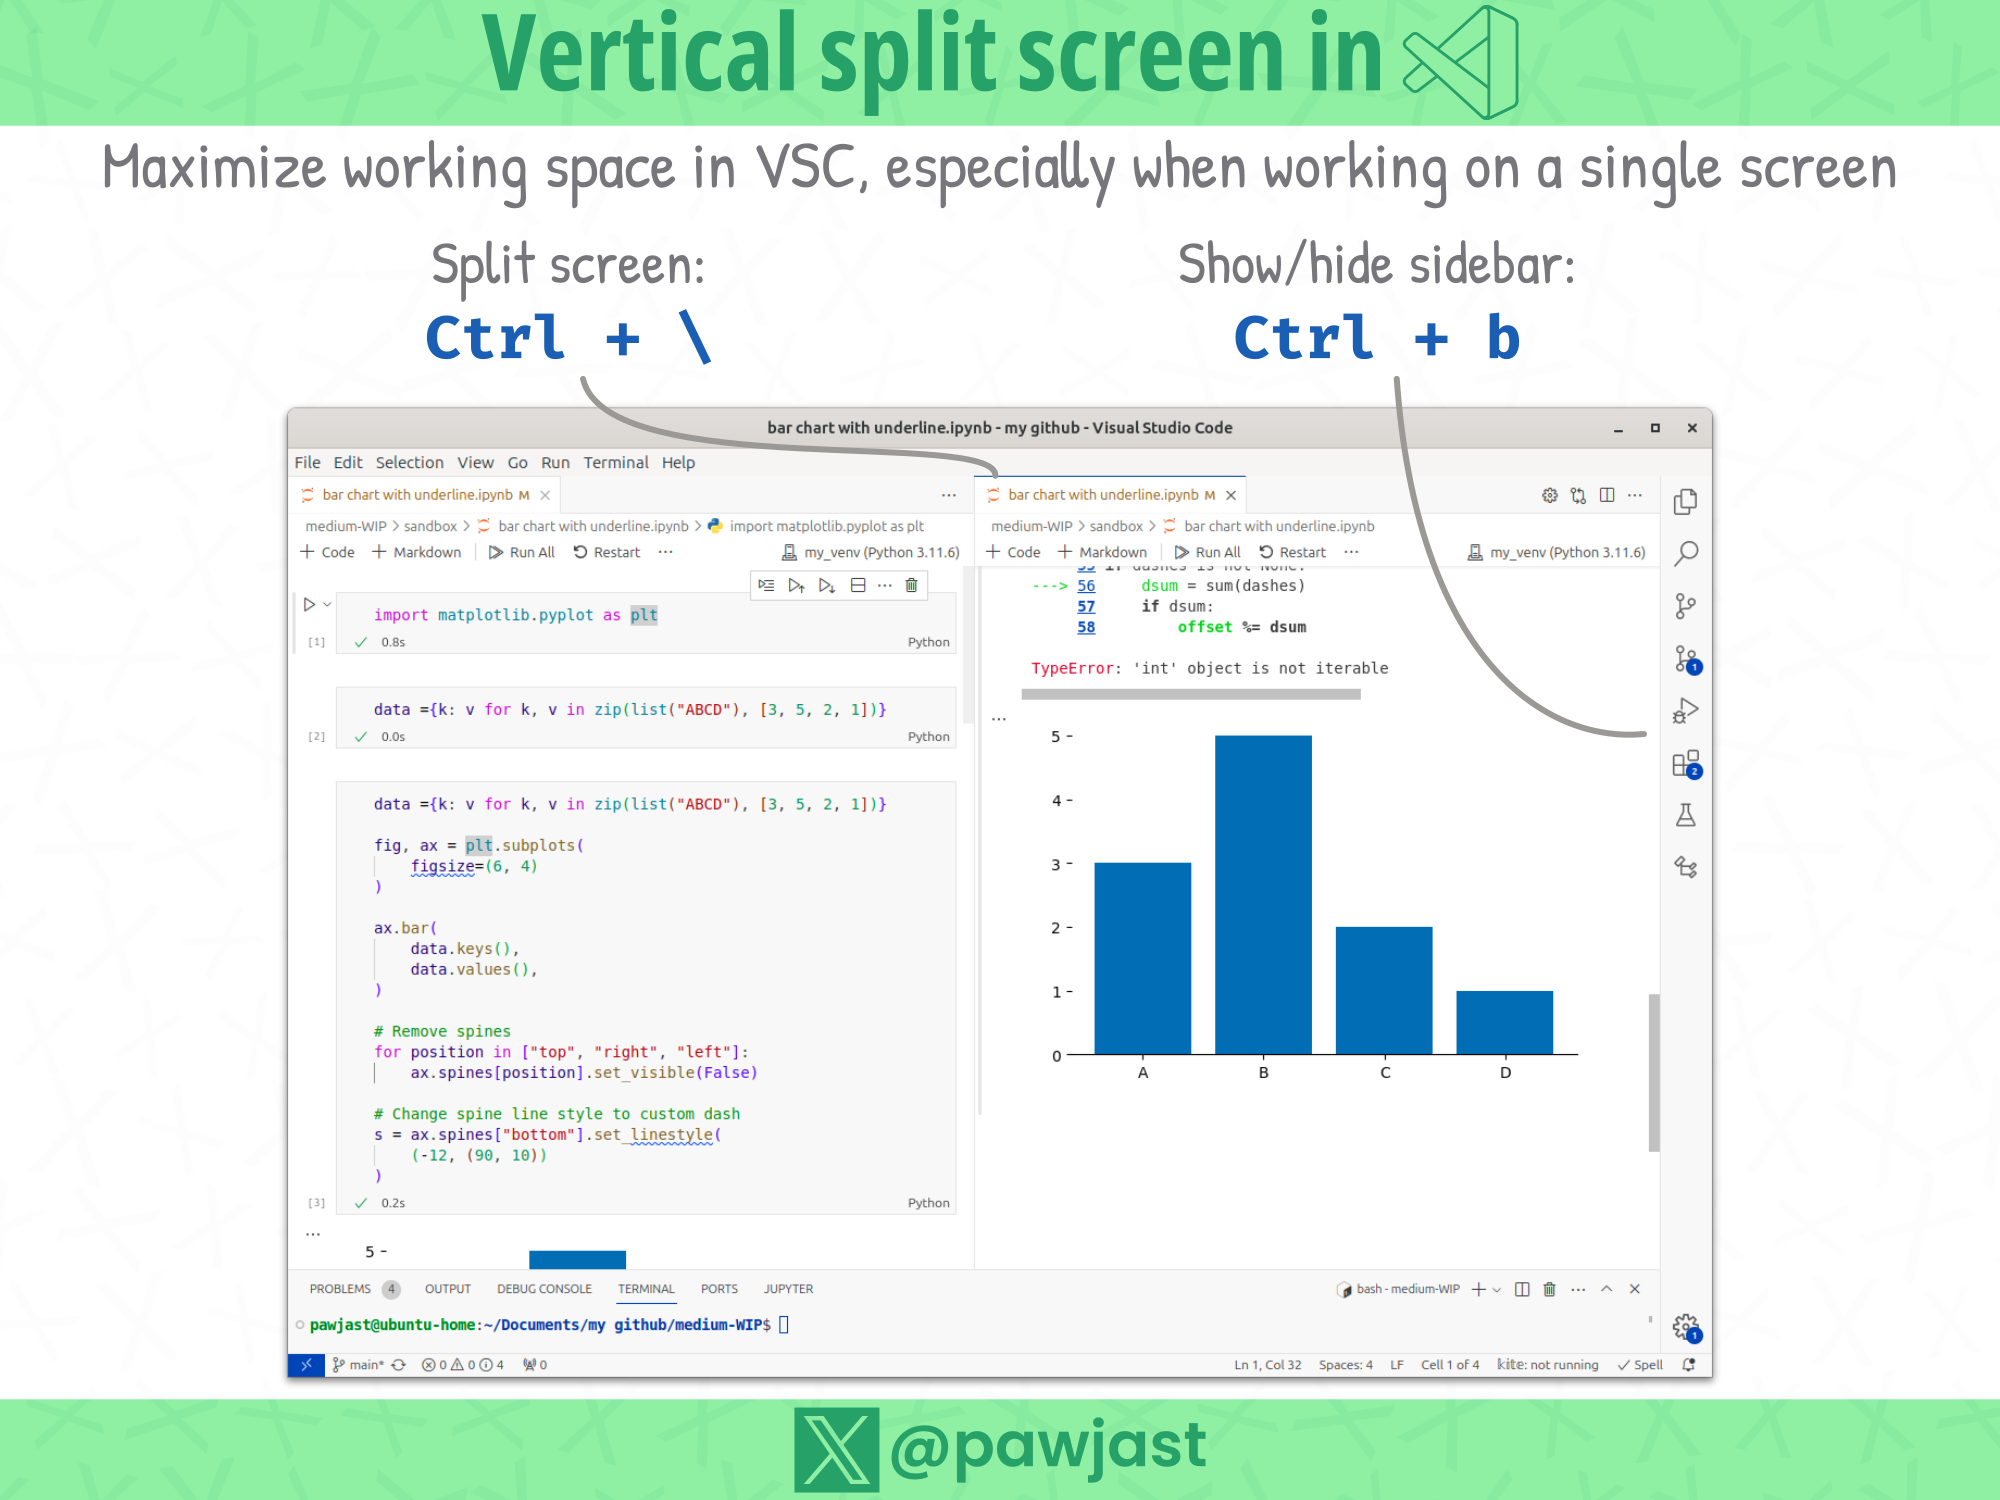 Vertical split screen in
Maximize working space in VSC, especially when working on a single screen
Split screen:
Ctrl + \
Show/hide sidebar:
Ctrl + b
bar chart with underline.ipynb - my github - Visual Studio Code
File Edit Selection View Go Run Terminal Help
bar chart with underline.ipynb M
medium-WIP > sandbox > bar chart with underline.ipynb > import matplotlib.pyplot as plt
+ Code + Markdown Run All Restart ... my_venv (Python 3.11.6)
import matplotlib.pyplot as plt
[1] 0.8s Python
data ={k: v for k, v in zip(list("ABCD"), [3, 5, 2, 1])}
[2] 0.0s Python
data ={k: v for k, v in zip(list("ABCD"), [3, 5, 2, 1])}
fig, ax = plt.subplots(
figsize=(6, 4)
)
ax.bar(
data.keys(),
data.values(),
)
# Remove spines
for position in ["top", "right", "left"]:
ax.spines[position].set_visible(False)
# Change spine line style to custom dash
s = ax.spines["bottom"].set_linestyle(
(-12, (90, 10))
)
[3] 0.2s Python
...
5
bar chart with underline.ipynb M
medium-WIP > sandbox > bar chart with underline.ipynb
+ Code + Markdown Run All Restart ... my_venv (Python 3.11.6)
55 if dashes is not None:
---> 56 dsum = sum(dashes)
57 if dsum:
58 offset %= dsum
TypeError: 'int' object is not iterable
...
5
4
3
2
1
0
A B C D
1
2
1
PROBLEMS 4 OUTPUT DEBUG CONSOLE TERMINAL PORTS JUPYTER
bash - medium-WIP
pawjast@ubuntu-home:~/Documents/my github/medium-WIP$
main* 0 0 4 0
Ln 1, Col 32 Spaces: 4 LF Cell 1 of 4 kite: not running Spell
@pawjast